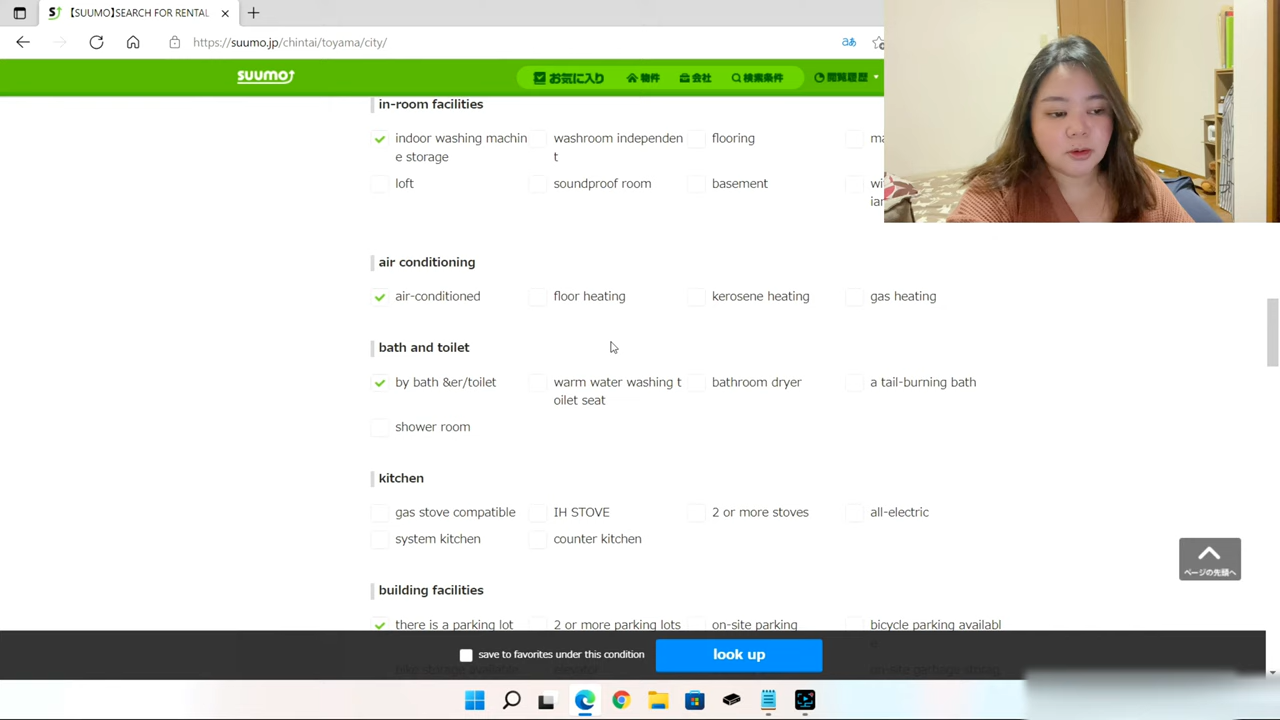 【SUUMO】SEARCH FOR RENTAL
https://suumo.jp/chintai/toyama/city/
ああ
SUUMO
お気に入り 物件 会社 検索条件 閲覧履歴
in-room facilities
indoor washing machin washroom independen flooring ma
e storage t
loft soundproof room basement wi
ian
air conditioning
air-conditioned floor heating kerosene heating gas heating
bath and toilet
by bath &er/toilet warm water washing t bathroom dryer a tail-burning bath
oilet seat
shower room
kitchen
gas stove compatible IH STOVE 2 or more stoves all-electric
system kitchen counter kitchen
ページの先頭へ
building facilities
there is a parking lot 2 or more parking lots on-site parking bicycle parking availabl
save to favorites under this condition look up